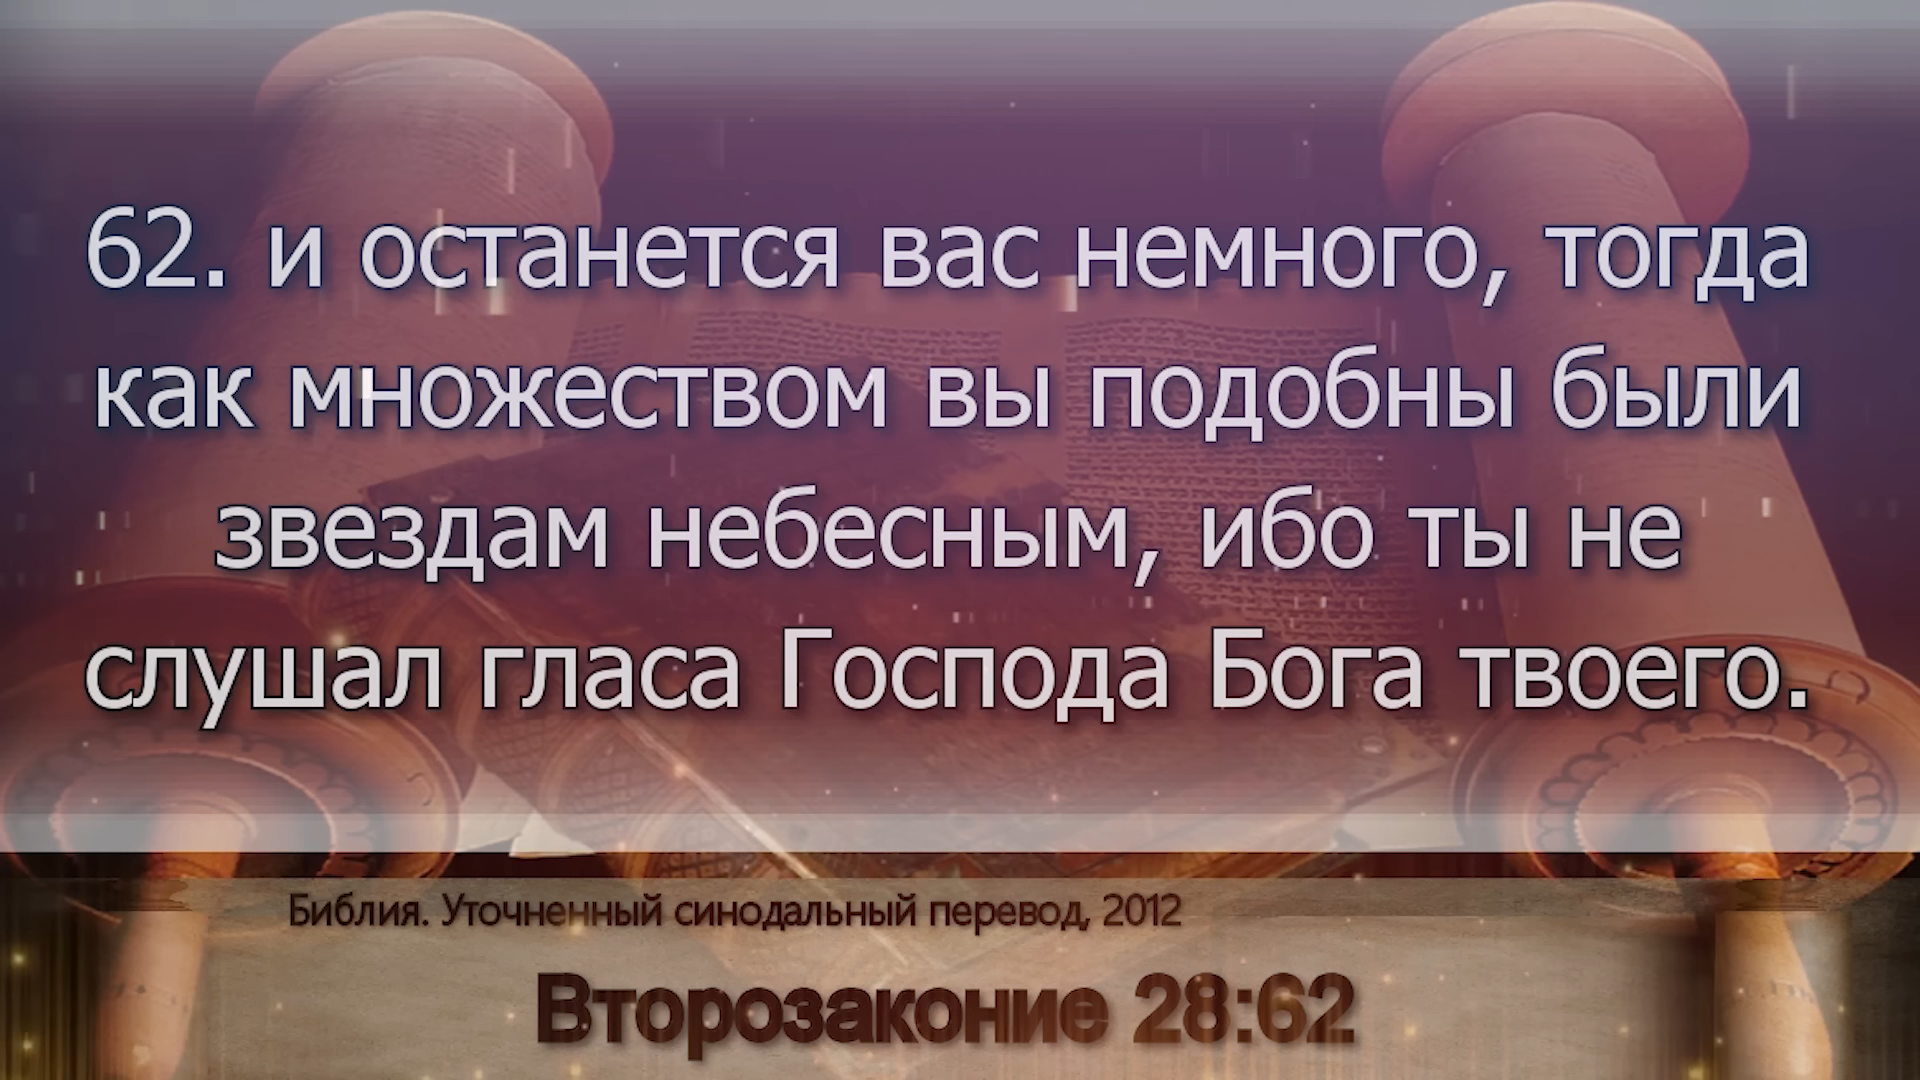 62. и останется вас немного, тогда
как множеством вы подобны были
звездам небесным, ибо ты не
слушал гласа Господа Бога твоего.
Библия. Уточненный синодальный перевод, 2012
Второзаконие 28:62